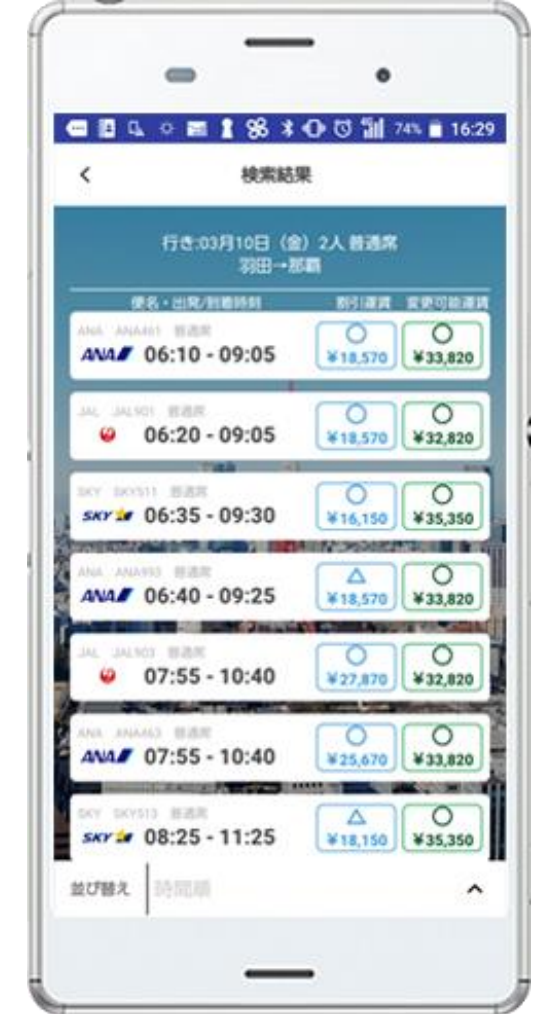 74% 16:29
検索結果
行き:03月10日（金）2人 普通席
羽田→那覇
便名・出発/到着時刻 割引運賃 変更可能運賃
ANA ANA461 普通席
ANA 06:10 - 09:05 ¥18,570 ¥33,820
JAL JAL901 普通席
06:20 - 09:05 ¥18,570 ¥32,820
SKY SKY511 普通席
SKY 06:35 - 09:30 ¥16,150 ¥35,350
ANA ANA993 普通席
ANA 06:40 - 09:25 ¥18,570 ¥33,820
JAL JAL903 普通席
07:55 - 10:40 ¥27,870 ¥32,820
ANA ANA463 普通席
ANA 07:55 - 10:40 ¥25,670 ¥33,820
SKY SKY513 普通席
SKY 08:25 - 11:25 ¥18,150 ¥35,350
並び替え 時間順